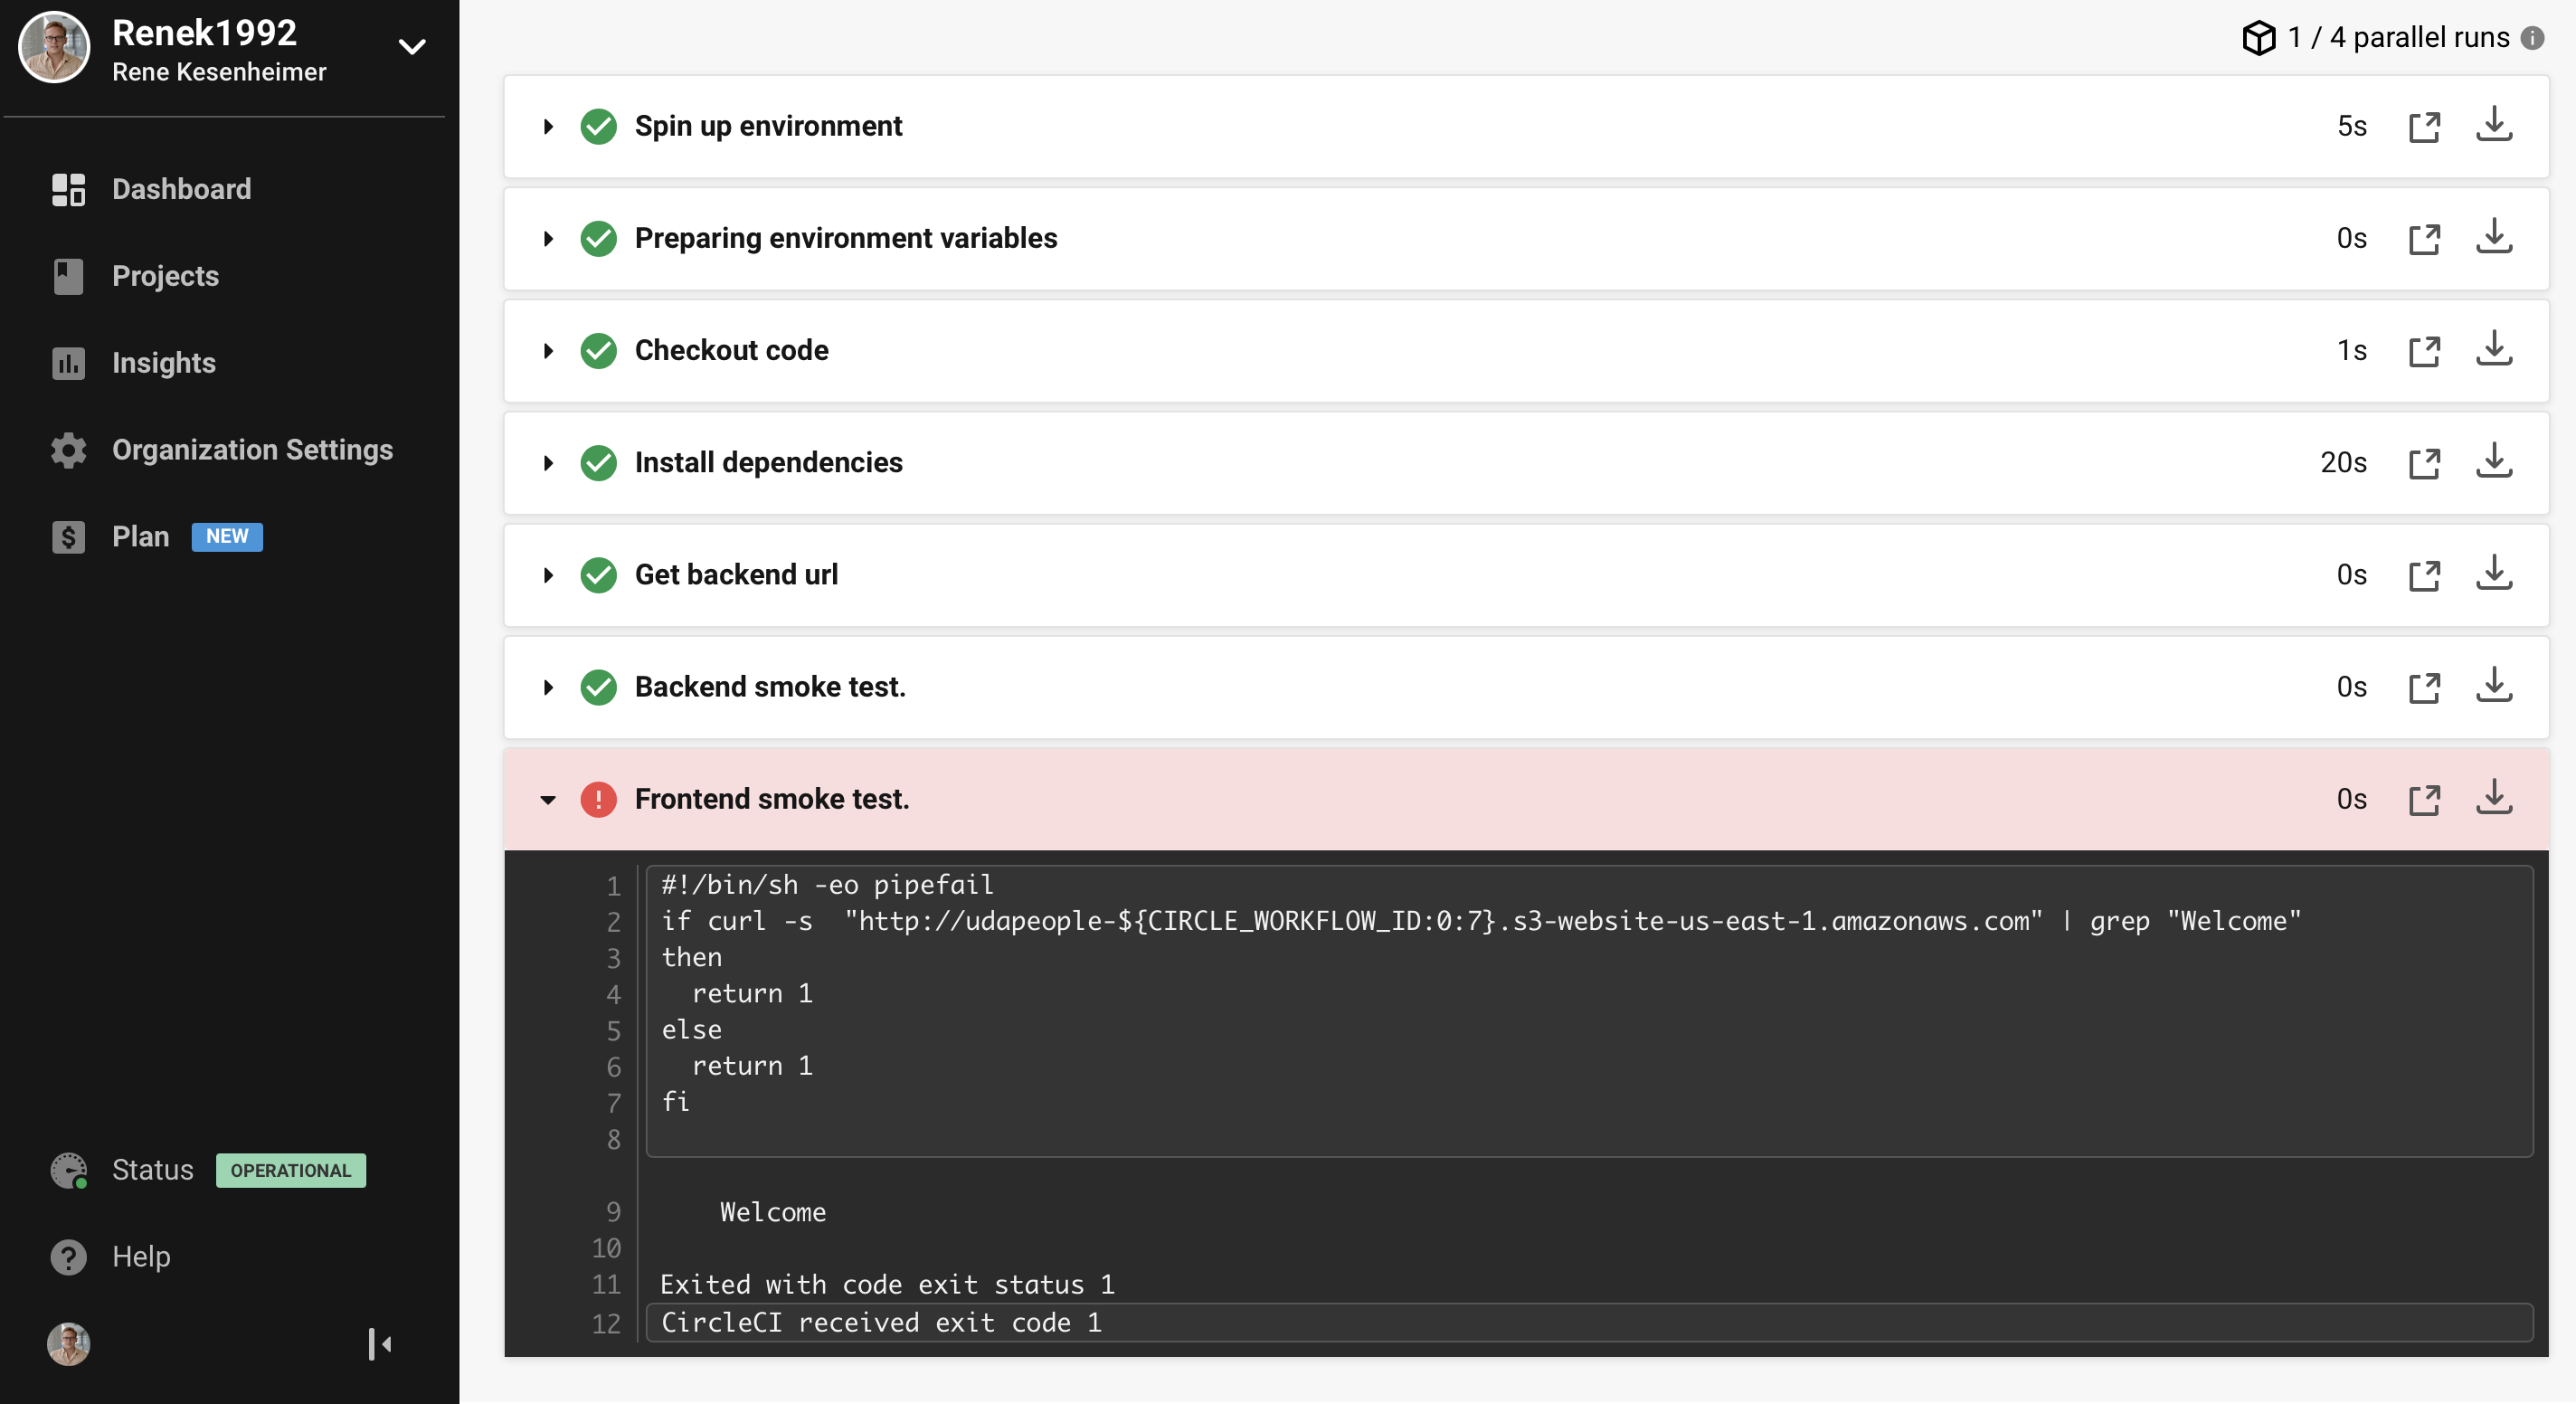 Renek1992
Rene Kesenheimer
Dashboard
Projects
Insights
Organization Settings
Plan NEW
Status OPERATIONAL
Help
1 / 4 parallel runs
Spin up environment 5s
Preparing environment variables 0s
Checkout code 1s
Install dependencies 20s
Get backend url 0s
Backend smoke test. 0s
Frontend smoke test. 0s
1 #!/bin/sh -eo pipefail
2 if curl -s  "http://udapeople-${CIRCLE_WORKFLOW_ID:0:7}.s3-website-us-east-1.amazonaws.com" | grep "Welcome"
3 then
4   return 1
5 else
6   return 1
7 fi
8
9     Welcome
10
11 Exited with code exit status 1
12 CircleCI received exit code 1